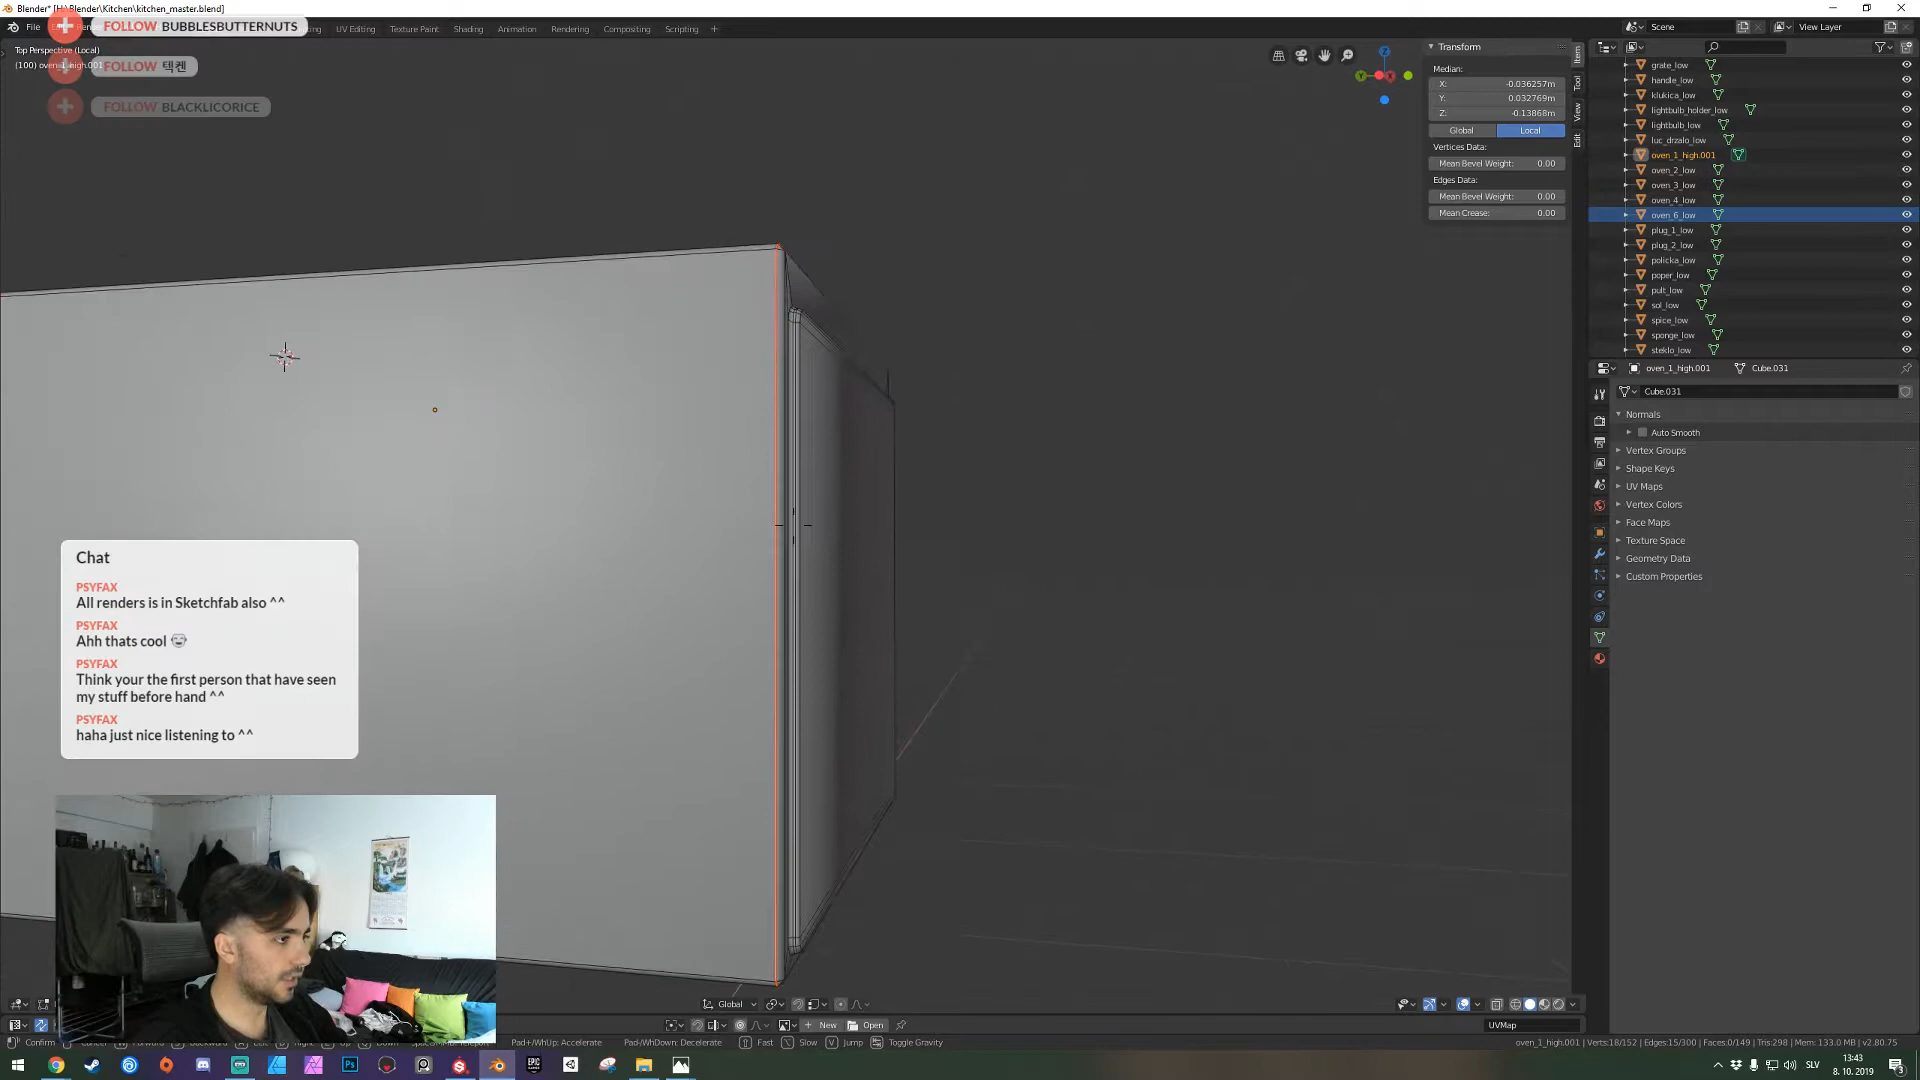 Blender* [H:\Blender\Kitchen\kitchen_master.blend]
File
UV Editing
Texture Paint
Shading
Animation
Rendering
Compositing
Scripting
Scene
View Layer
FOLLOW BUBBLESBUTTERNUTS
Top Perspective (Local)
(100) oven_1_high.001
FOLLOW 텍켄
FOLLOW BLACKLICORICE
Transform
Median:
X: -0.036257m
Y: 0.032769m
Z: -0.13868m
Global
Local
Vertices Data:
Mean Bevel Weight: 0.00
Edges Data:
Mean Bevel Weight: 0.00
Mean Crease: 0.00
Item
Tool
View
Edit
grate_low
handle_low
klukica_low
lightbulb_holder_low
lightbulb_low
luc_drzalo_low
oven_1_high.001
oven_2_low
oven_3_low
oven_4_low
oven_6_low
plug_1_low
plug_2_low
policka_low
poper_low
pult_low
sol_low
spice_low
sponge_low
steklo_low
oven_1_high.001
Cube.031
Cube.031
Normals
Auto Smooth
Vertex Groups
Shape Keys
UV Maps
Vertex Colors
Face Maps
Texture Space
Geometry Data
Custom Properties
Chat
PSYFAX
All renders is in Sketchfab also ^^
PSYFAX
Ahh thats cool
PSYFAX
Think your the first person that have seen
my stuff before hand ^^
PSYFAX
haha just nice listening to ^^
Global
New
Open
UVMap
Confirm
Pad+/WhUp: Accelerate
Pad-/WhDown: Decelerate
Fast
Slow
Jump
Toggle Gravity
oven_1_high.001 | Verts:18/152 | Edges:15/300 | Faces:0/149 | Tris:298 | Mem: 133.0 MB | v2.80.75
SLV
13:43
8. 10. 2019